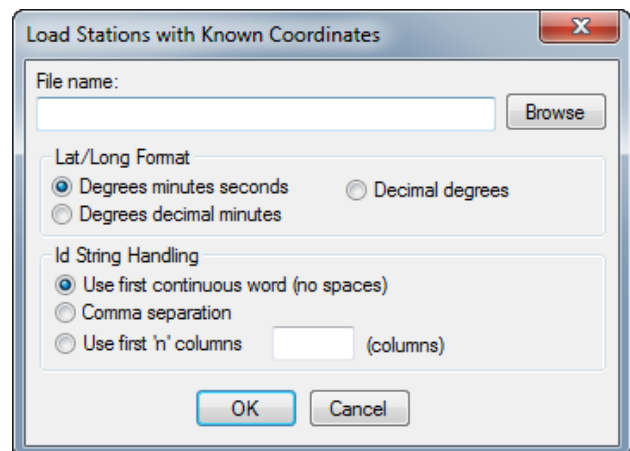 Load Stations with Known Coordinates
File name:
Browse
Lat/Long Format
Degrees minutes seconds
Decimal degrees
Degrees decimal minutes
Id String Handling
Use first continuous word (no spaces)
Comma separation
Use first 'n' columns (columns)
OK Cancel